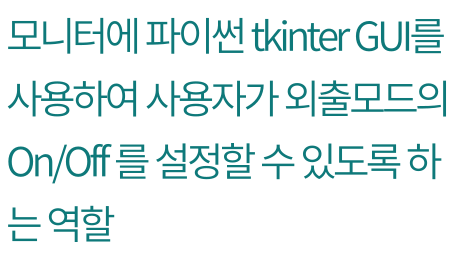 모니터에 파이썬 tkinter GUI를
사용하여 사용자가 외출모드의
On/Off 를 설정할 수 있도록 하
는 역할